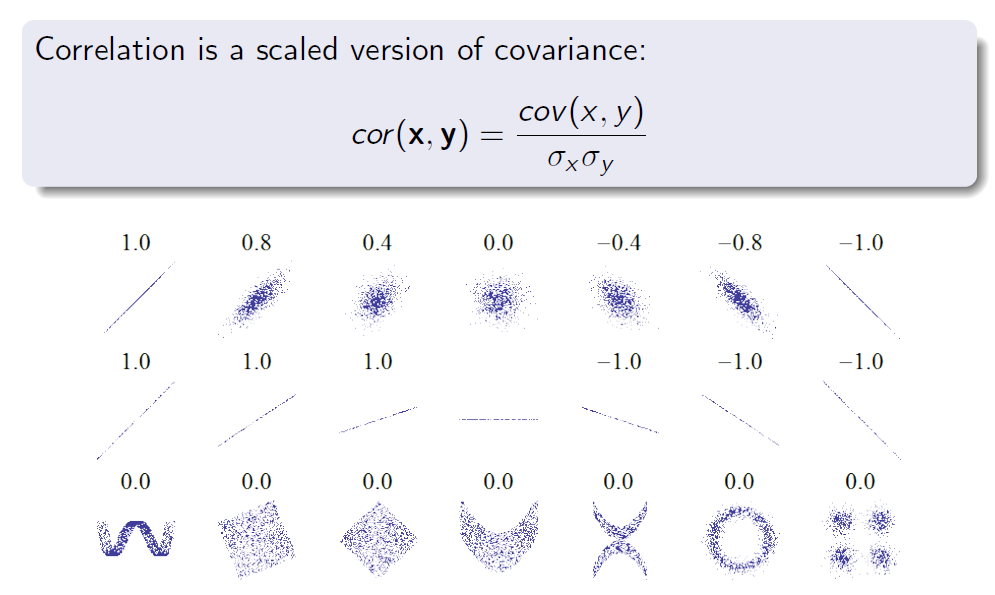 Correlation is a scaled version of covariance:
cor(x, y) = cov(x, y) / σxσy
1.0 0.8 0.4 0.0 −0.4 −0.8 −1.0
1.0 1.0 1.0 −1.0 −1.0 −1.0
0.0 0.0 0.0 0.0 0.0 0.0 0.0